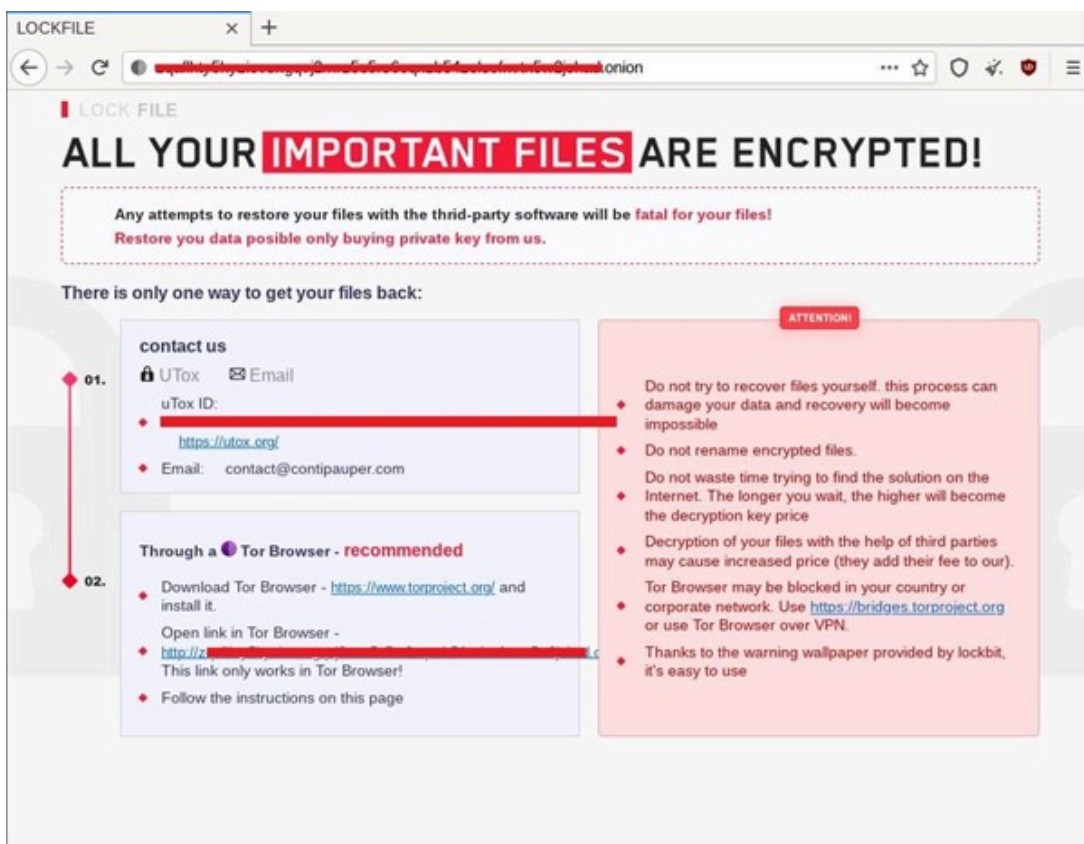 LOCKFILE
.onion
LOCK FILE
ALL YOUR IMPORTANT FILES ARE ENCRYPTED!
Any attempts to restore your files with the thrid-party software will be fatal for your files!
Restore you data posible only buying private key from us.
There is only one way to get your files back:
01.
contact us
UTox Email
uTox ID:
https://utox.org/
Email: contact@contipauper.com
02.
Through a Tor Browser - recommended
Download Tor Browser - https://www.torproject.org/ and
install it.
Open link in Tor Browser -
http://z
This link only works in Tor Browser!
Follow the instructions on this page
ATTENTION!
Do not try to recover files yourself. this process can
damage your data and recovery will become
impossible
Do not rename encrypted files.
Do not waste time trying to find the solution on the
Internet. The longer you wait, the higher will become
the decryption key price
Decryption of your files with the help of third parties
may cause increased price (they add their fee to our).
Tor Browser may be blocked in your country or
corporate network. Use https://bridges.torproject.org
or use Tor Browser over VPN.
Thanks to the warning wallpaper provided by lockbit,
it's easy to use